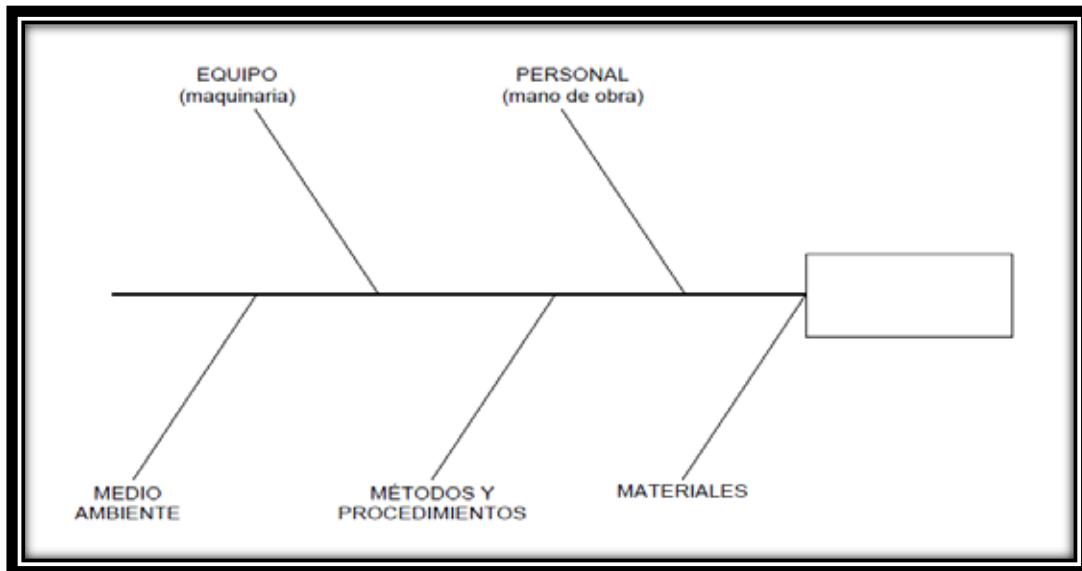 EQUIPO
(maquinaria)
PERSONAL
(mano de obra)
MEDIO
AMBIENTE
MÉTODOS Y
PROCEDIMIENTOS
MATERIALES